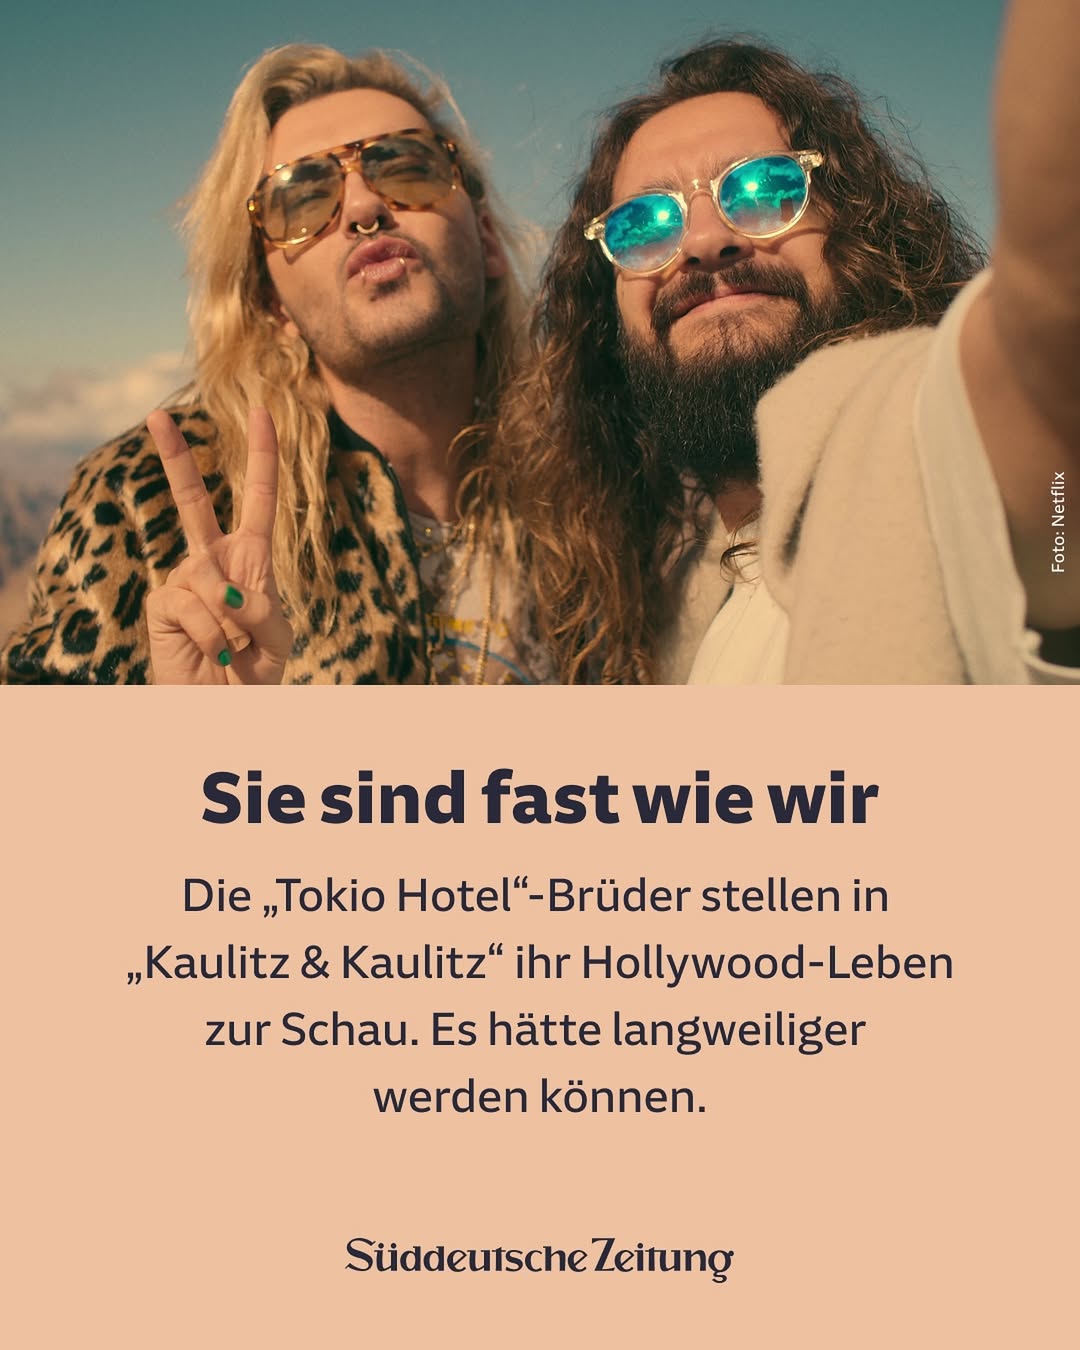 Foto: Netflix
Sie sind fast wie wir
Die „Tokio Hotel“-Brüder stellen in
„Kaulitz & Kaulitz“ ihr Hollywood-Leben
zur Schau. Es hätte langweiliger
werden können.
Süddeutsche Zeitung